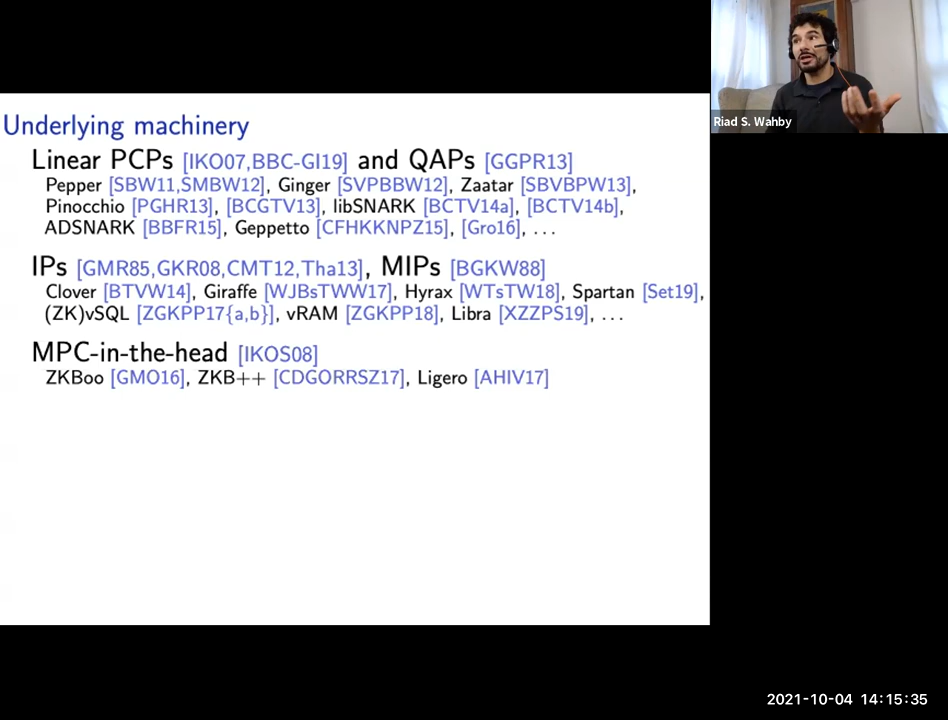 Underlying machinery
Linear PCPs [IKO07,BBC-GI19] and QAPs [GGPR13]
Pepper [SBW11,SMBW12], Ginger [SVPBBW12], Zaatar [SBVBPW13],
Pinocchio [PGHR13], [BCGTV13], libSNARK [BCTV14a], [BCTV14b],
ADSNARK [BBFR15], Geppetto [CFHKKNPZ15], [Gro16], ...
IPs [GMR85,GKR08,CMT12,Tha13], MIPs [BGKW88]
Clover [BTVW14], Giraffe [WJBsTWW17], Hyrax [WTsTW18], Spartan [Set19],
(ZK)vSQL [ZGKPP17{a,b}], vRAM [ZGKPP18], Libra [XZZPS19], ...
MPC-in-the-head [IKOS08]
ZKBoo [GMO16], ZKB++ [CDGORRSZ17], Ligero [AHIV17]
Riad S. Wahby
2021-10-04 14:15:35